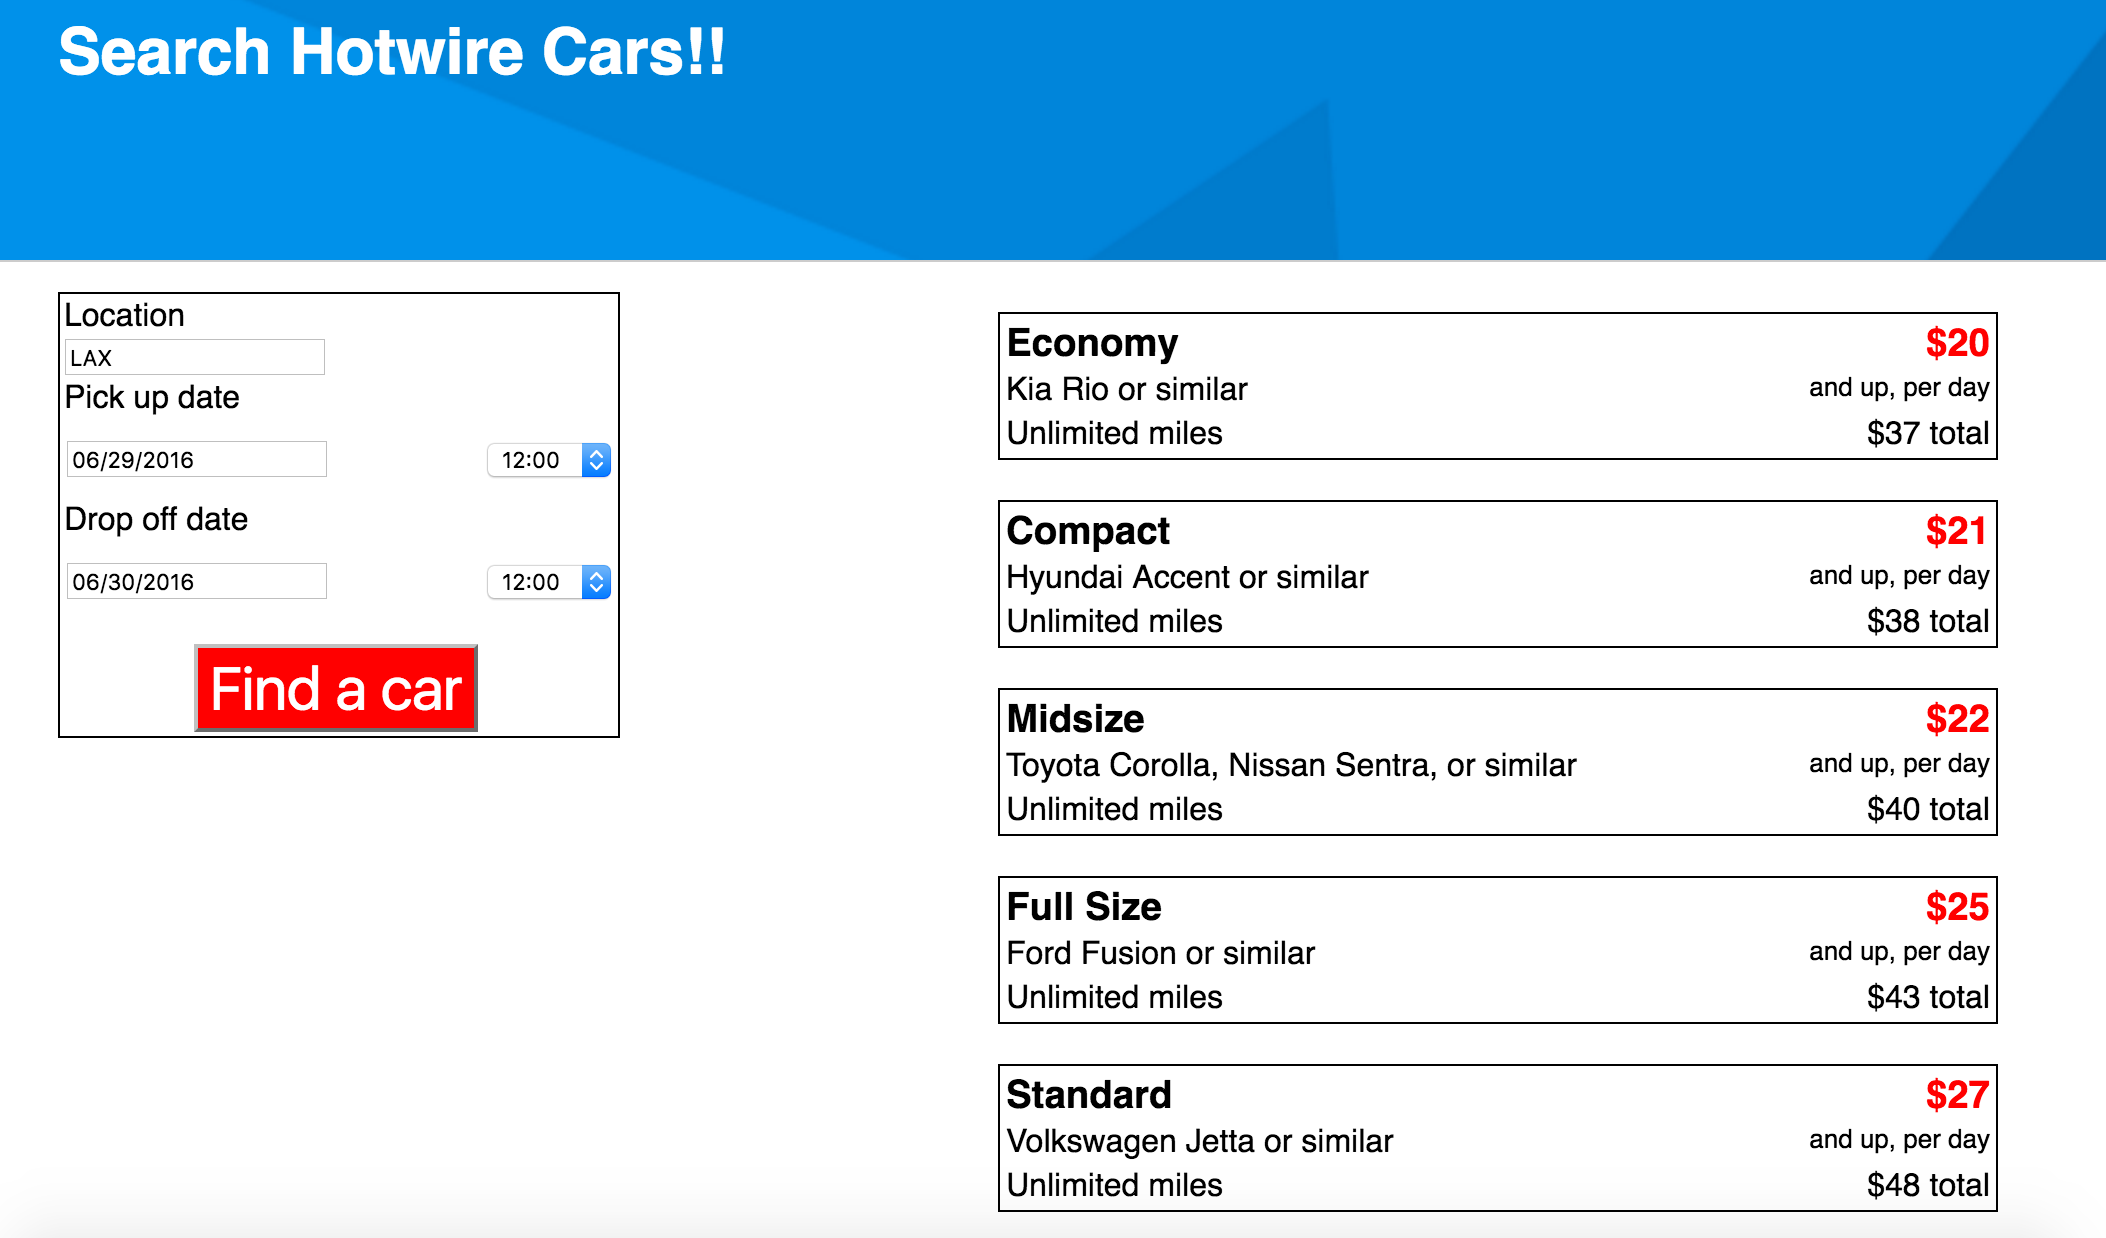 Search Hotwire Cars!!
Location
LAX
Pick up date
06/29/2016 12:00
Drop off date
06/30/2016 12:00
Find a car
Economy $20
Kia Rio or similar and up, per day
Unlimited miles $37 total
Compact $21
Hyundai Accent or similar and up, per day
Unlimited miles $38 total
Midsize $22
Toyota Corolla, Nissan Sentra, or similar and up, per day
Unlimited miles $40 total
Full Size $25
Ford Fusion or similar and up, per day
Unlimited miles $43 total
Standard $27
Volkswagen Jetta or similar and up, per day
Unlimited miles $48 total